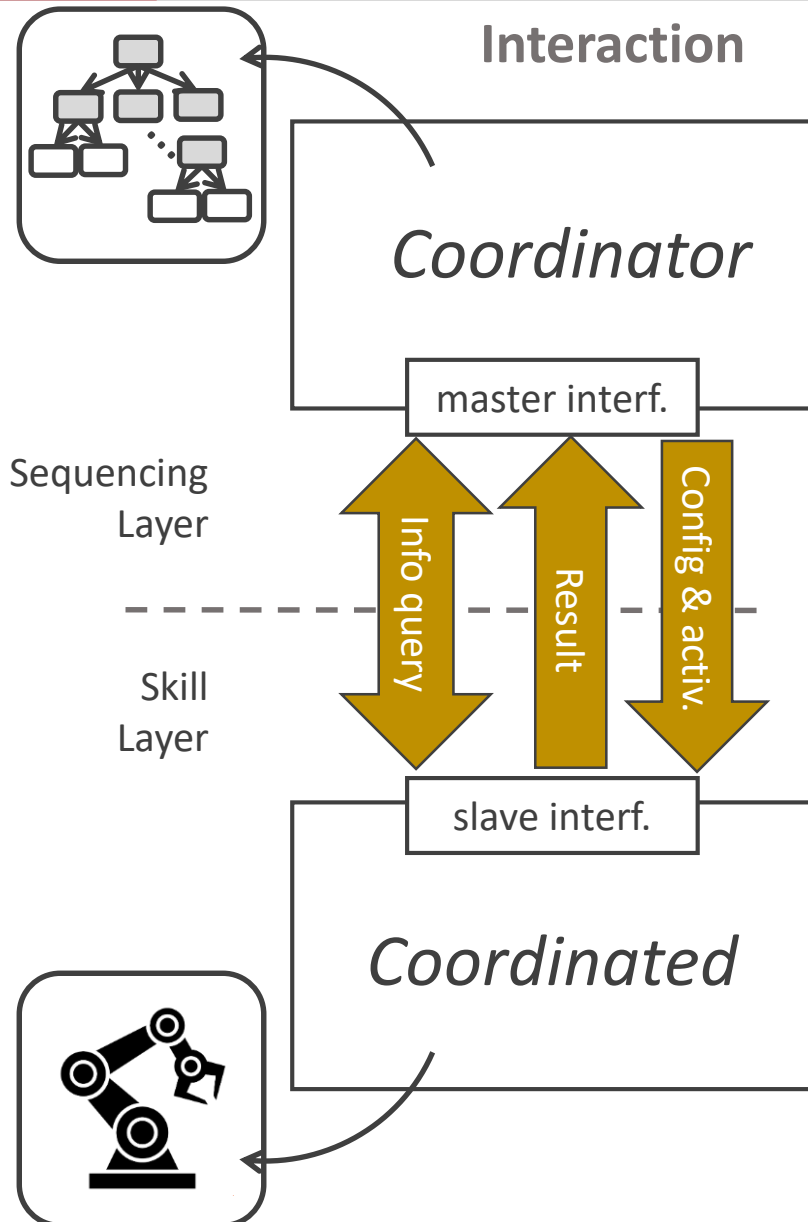 Interaction
Coordinator
master interf.
Sequencing
Layer
Info query
Result
Config & activ.
Skill
Layer
slave interf.
Coordinated